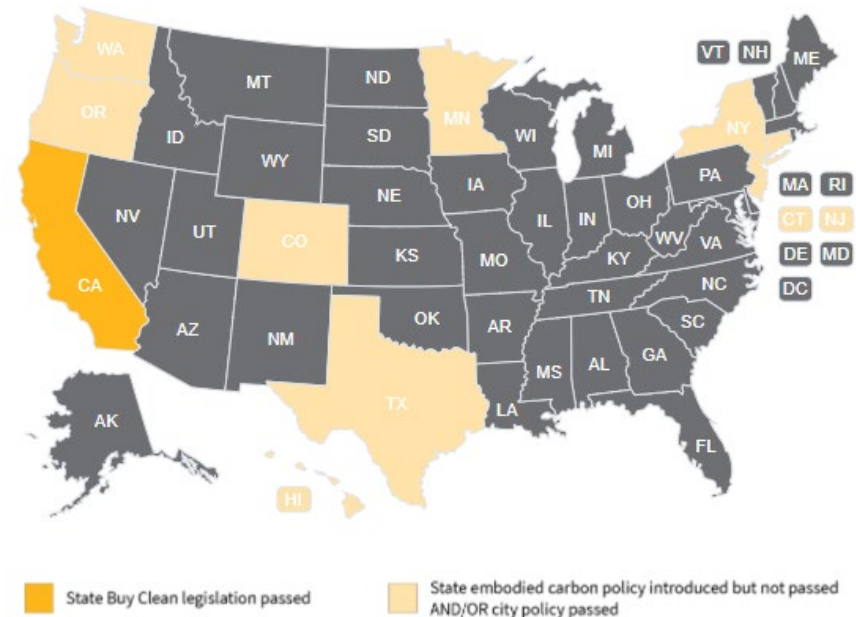 VT NH ME
WA
MT ND
OR MN
ID SD WI NY
WY MI
IA PA MA RI
NE
NV OH
IL IN CT NJ
UT CO WV VA
KS MO KY DE MD
CA
NC DC
TN
OK
AZ AR SC
NM
MS AL GA
TX
LA
AK
FL
HI
State Buy Clean legislation passed
State embodied carbon policy introduced but not passed
AND/OR city policy passed